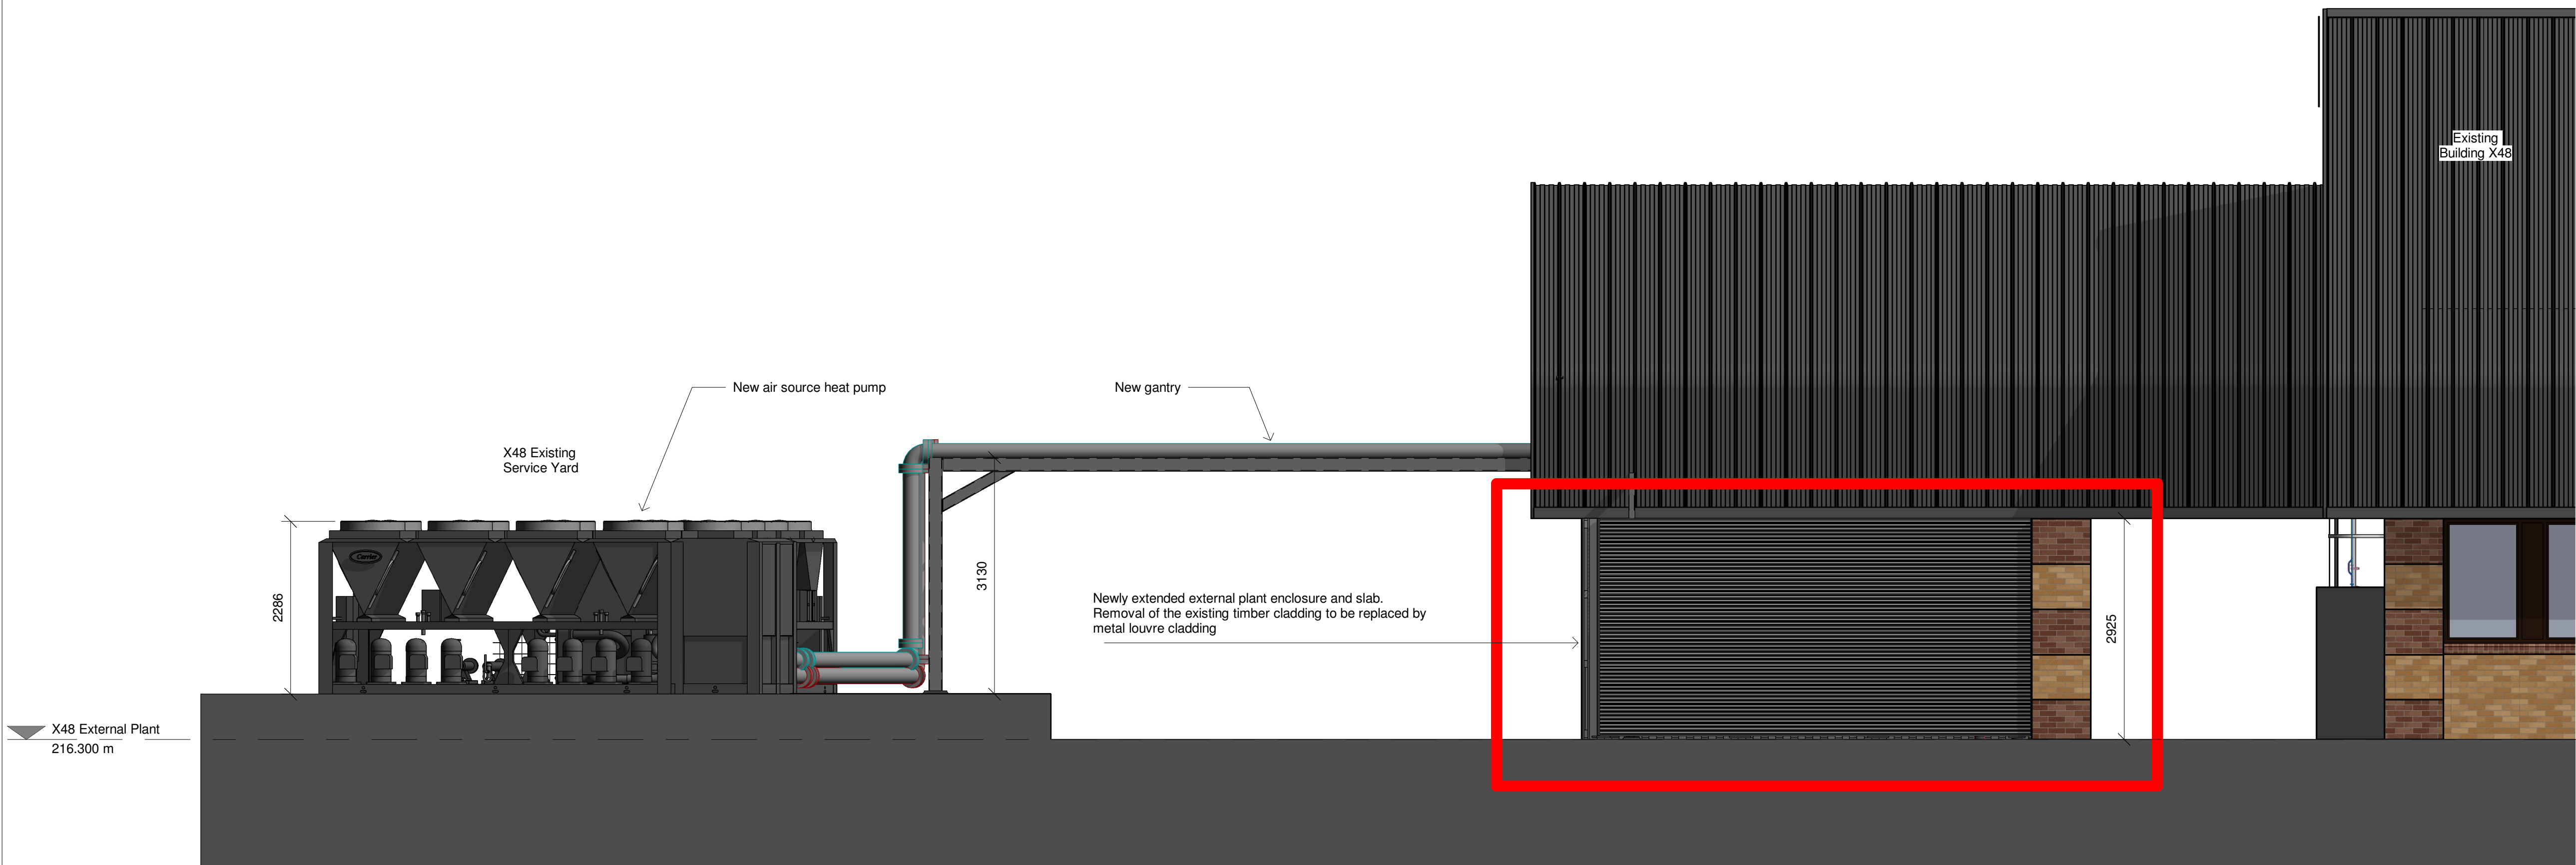 Existing
Building X48
New air source heat pump
New gantry
X48 Existing
Service Yard
Carrier
2286
3130
Newly extended external plant enclosure and slab.
Removal of the existing timber cladding to be replaced by
metal louvre cladding
2925
X48 External Plant
216.300 m